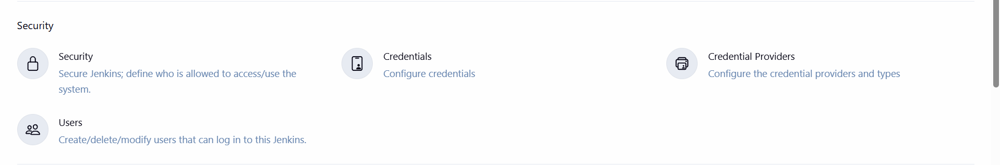 Security
Security
Secure Jenkins; define who is allowed to access/use the
system.
Credentials
Configure credentials
Credential Providers
Configure the credential providers and types
Users
Create/delete/modify users that can log in to this Jenkins.